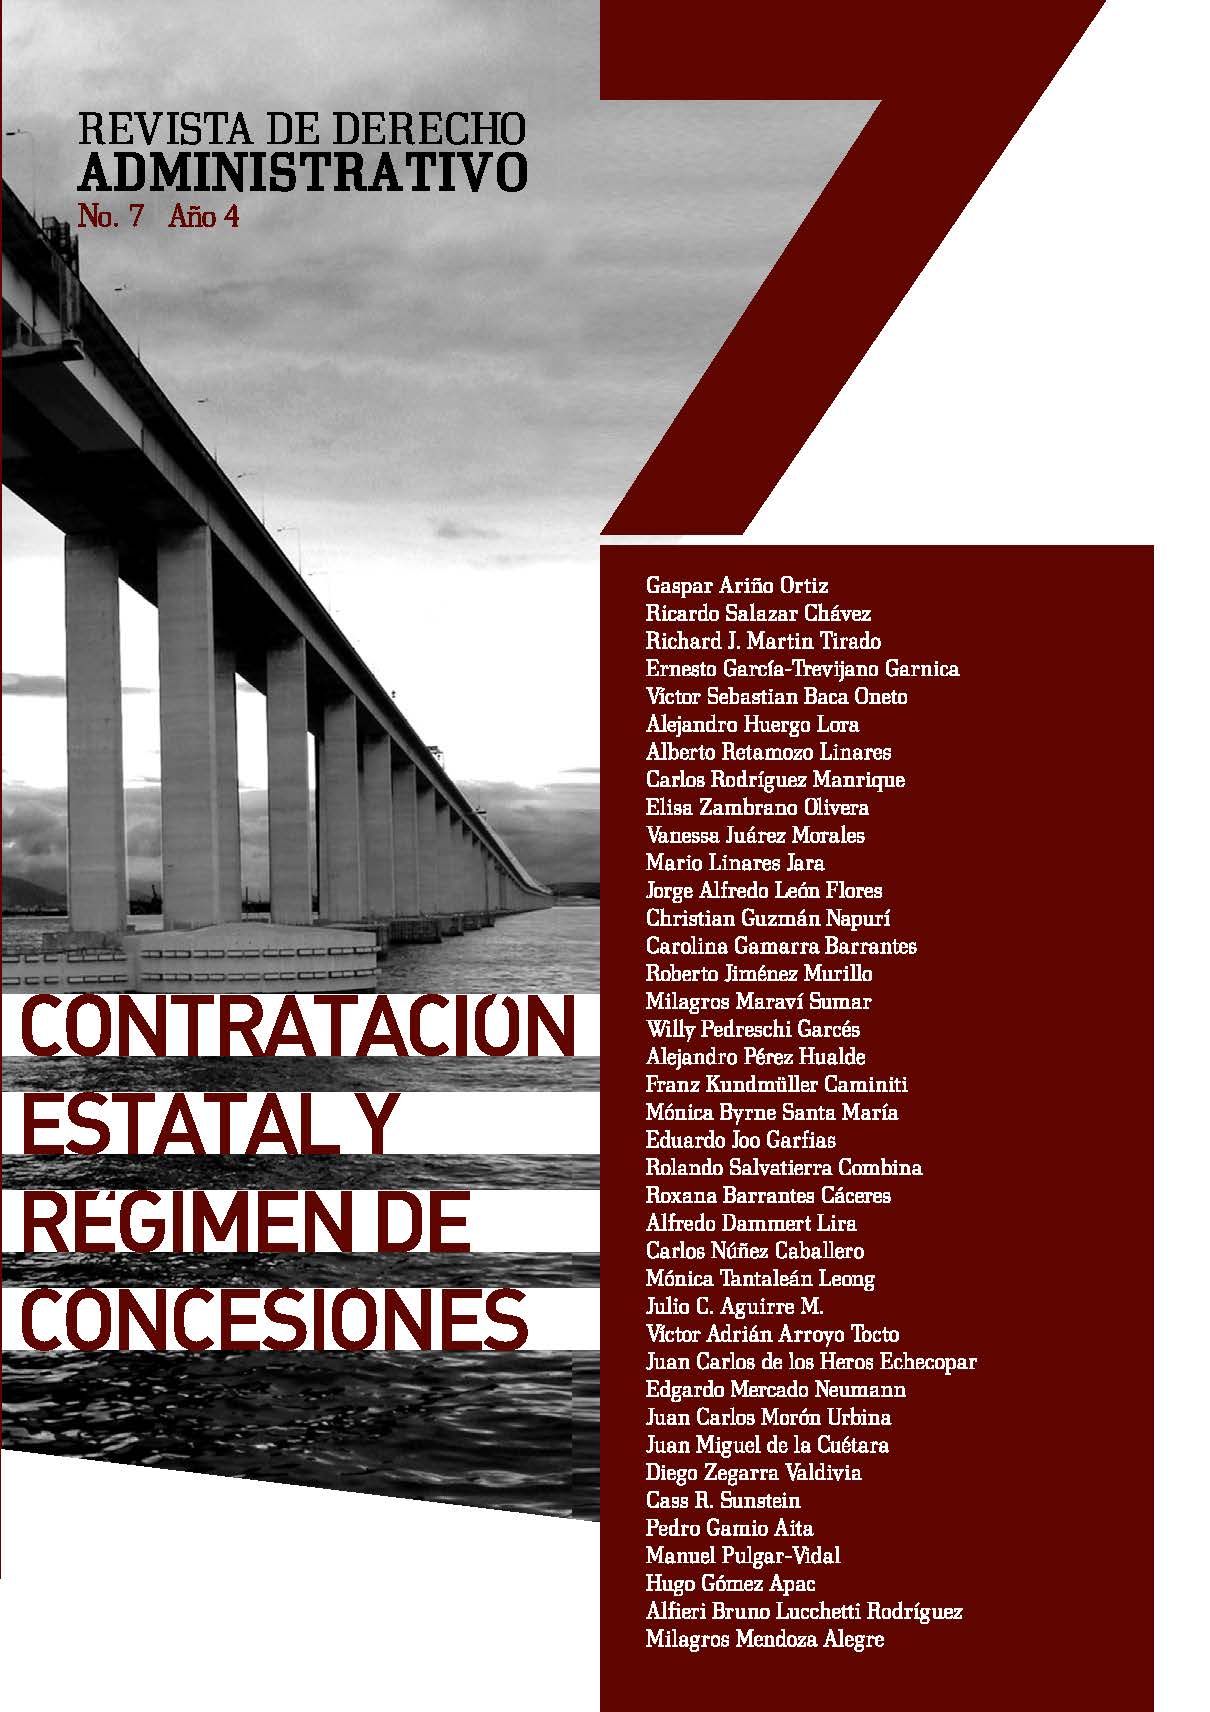 REVISTA DE DERECHO
ADMINISTRATIVO
No. 7 Año 4
7
CONTRATACIÓN
ESTATAL Y
RÉGIMEN DE
CONCESIONES
Gaspar Ariño Ortiz
Ricardo Salazar Chávez
Richard J. Martin Tirado
Ernesto García-Trevijano Garnica
Víctor Sebastian Baca Oneto
Alejandro Huergo Lora
Alberto Retamozo Linares
Carlos Rodríguez Manrique
Elisa Zambrano Olivera
Vanessa Juárez Morales
Mario Linares Jara
Jorge Alfredo León Flores
Christian Guzmán Napurí
Carolina Gamarra Barrantes
Roberto Jiménez Murillo
Milagros Maraví Sumar
Willy Pedreschi Garcés
Alejandro Pérez Hualde
Franz Kundmüller Caminiti
Mónica Byrne Santa María
Eduardo Joo Garfias
Rolando Salvatierra Combina
Roxana Barrantes Cáceres
Alfredo Dammert Lira
Carlos Núñez Caballero
Mónica Tantaleán Leong
Julio C. Aguirre M.
Víctor Adrián Arroyo Tocto
Juan Carlos de los Heros Echecopar
Edgardo Mercado Neumann
Juan Carlos Morón Urbina
Juan Miguel de la Cuétara
Diego Zegarra Valdivia
Cass R. Sunstein
Pedro Gamio Aita
Manuel Pulgar-Vidal
Hugo Gómez Apac
Alfieri Bruno Lucchetti Rodríguez
Milagros Mendoza Alegre